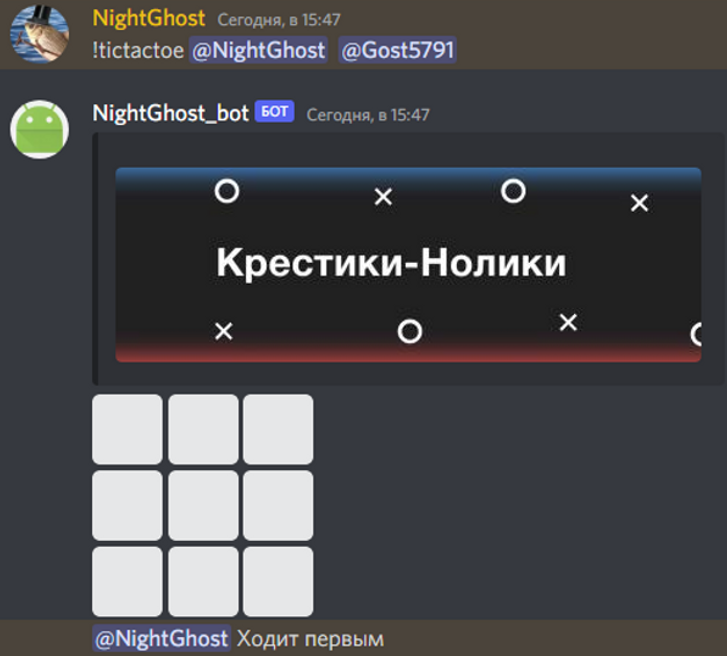 NightGhost Сегодня, в 15:47
!tictactoe @NightGhost @Gost5791
NightGhost_bot БОТ Сегодня, в 15:47
Крестики-Нолики
@NightGhost Ходит первым